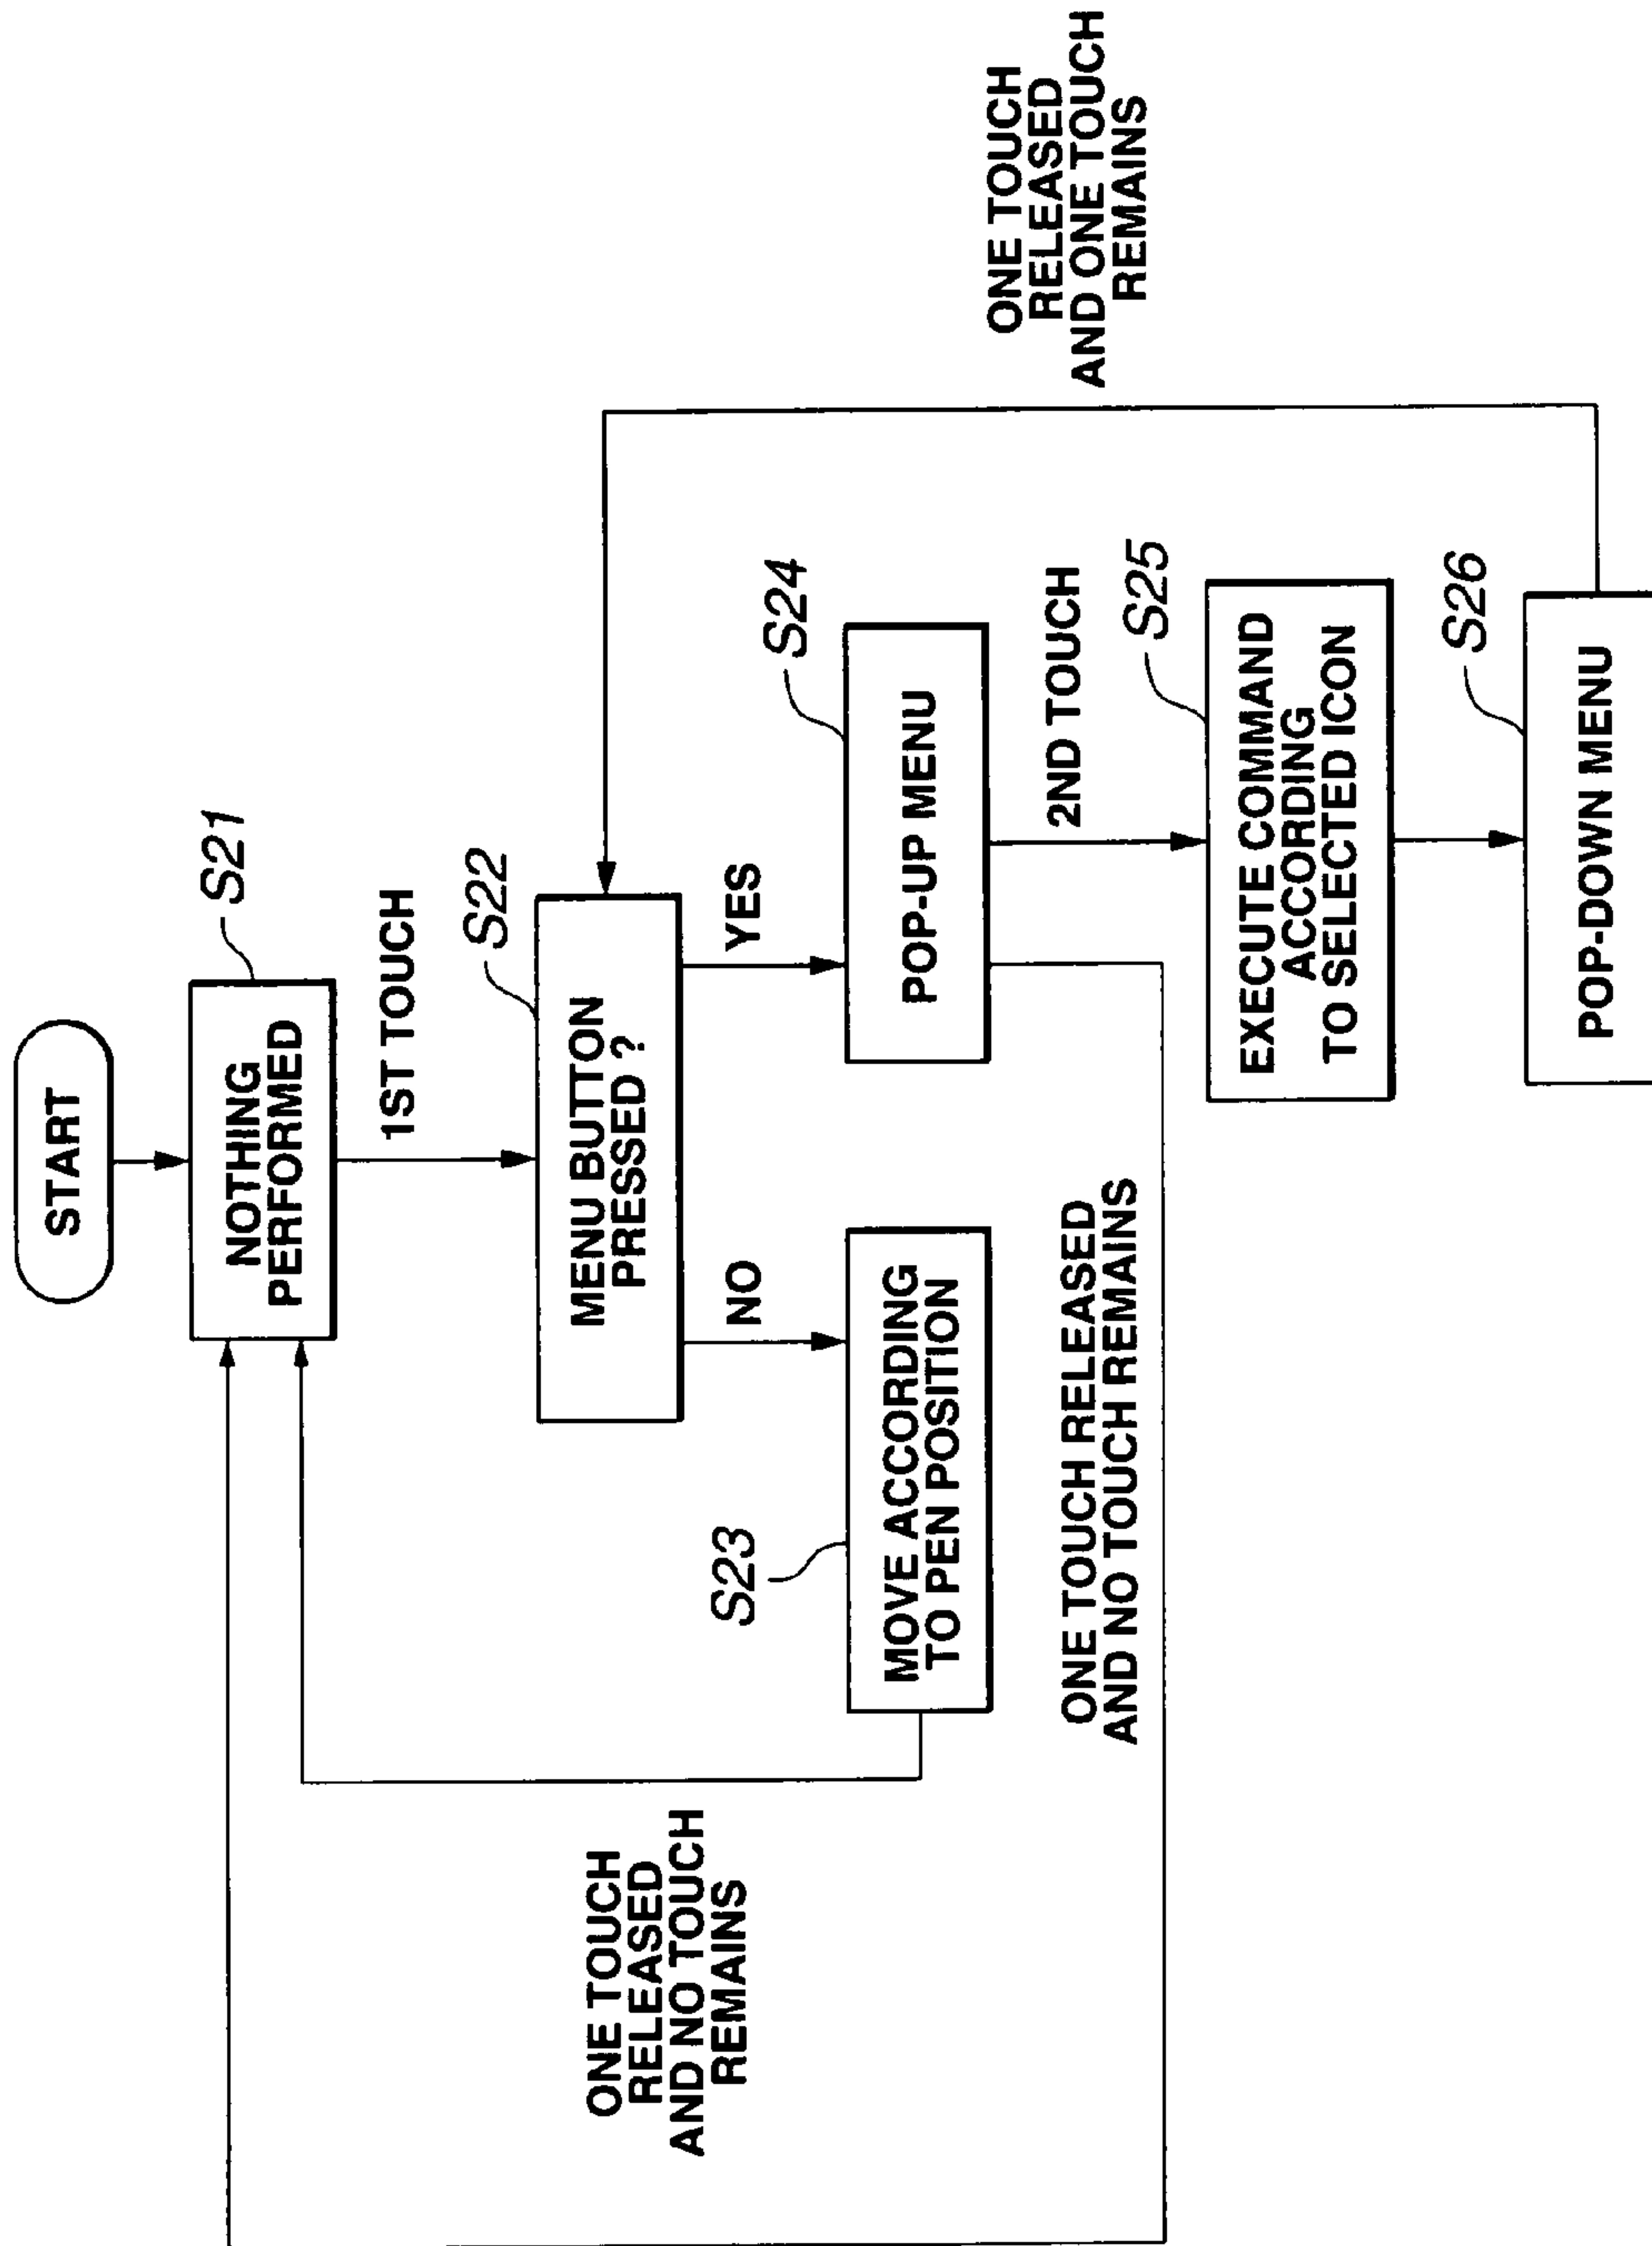 START
NOTHING
PERFORMED
S21
1ST TOUCH
S22
MENU BUTTON
PRESSED ?
NO
YES
S23
MOVE ACCORDING
TO PEN POSITION
S24
POP-UP MENU
ONE TOUCH
RELEASED
AND NO TOUCH
REMAINS
ONE TOUCH RELEASED
AND NO TOUCH REMAINS
2ND TOUCH
S25
EXECUTE COMMAND
ACCORDING
TO SELECTED ICON
S26
POP-DOWN MENU
ONE TOUCH
RELEASED
AND ONE TOUCH
REMAINS